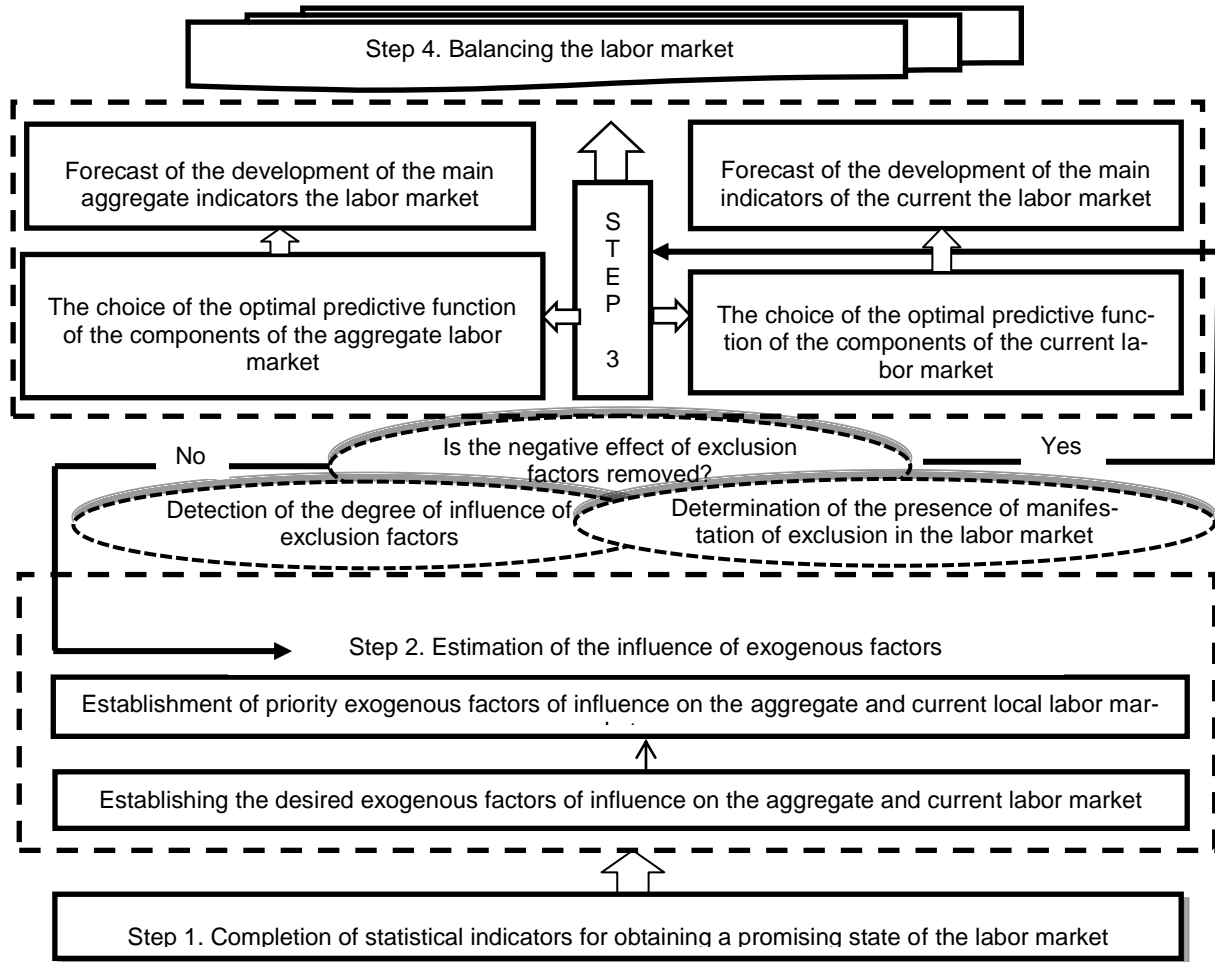 Step 4. Balancing the labor market
Forecast of the development of the main
aggregate indicators the labor market
Forecast of the development of the main
indicators of the current the labor market
S
T
E
P
3
The choice of the optimal predictive function
of the components of the aggregate labor
market
The choice of the optimal predictive func-
tion of the components of the current la-
bor market
No
Is the negative effect of exclusion
factors removed?
Yes
Detection of the degree of influence of
exclusion factors
Determination of the presence of manifes-
tation of exclusion in the labor market
Step 2. Estimation of the influence of exogenous factors
Establishment of priority exogenous factors of influence on the aggregate and current local labor mar-
Establishing the desired exogenous factors of influence on the aggregate and current labor market
Step 1. Completion of statistical indicators for obtaining a promising state of the labor market